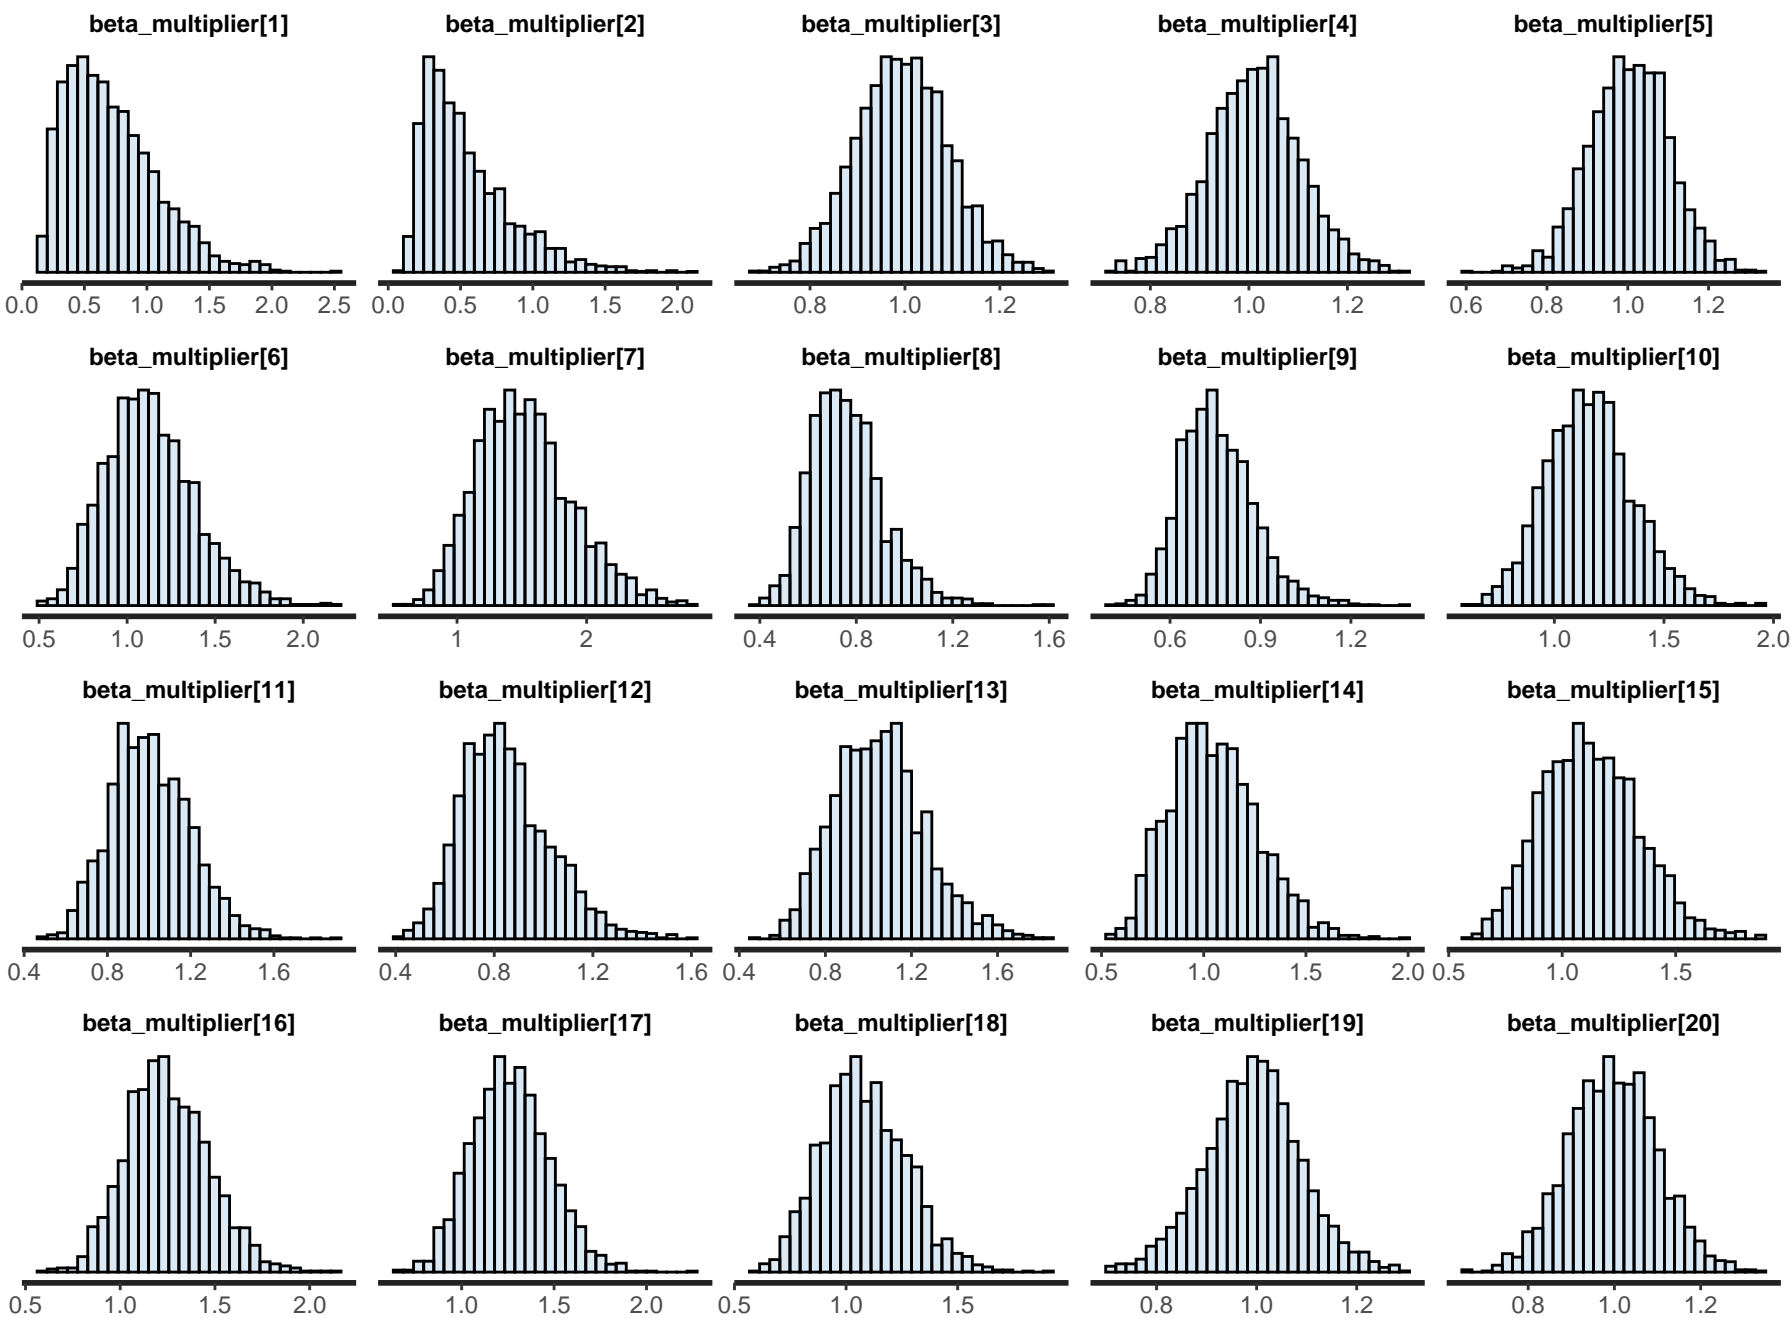 beta_multiplier[1] beta_multiplier[2] beta_multiplier[3] beta_multiplier[4] beta_multiplier[5]
0.0 0.5 1.0 1.5 2.0 2.5 0.0 0.5 1.0 1.5 2.0 0.8 1.0 1.2 0.8 1.0 1.2 0.6 0.8 1.0 1.2
beta_multiplier[6] beta_multiplier[7] beta_multiplier[8] beta_multiplier[9] beta_multiplier[10]
0.5 1.0 1.5 2.0 1 2 0.4 0.8 1.2 1.6 0.6 0.9 1.2 1.0 1.5 2.0
beta_multiplier[11] beta_multiplier[12] beta_multiplier[13] beta_multiplier[14] beta_multiplier[15]
0.4 0.8 1.2 1.6 0.4 0.8 1.2 1.6 0.4 0.8 1.2 1.6 0.5 1.0 1.5 2.0 0.5 1.0 1.5
beta_multiplier[16] beta_multiplier[17] beta_multiplier[18] beta_multiplier[19] beta_multiplier[20]
0.5 1.0 1.5 2.0 1.0 1.5 2.0 0.5 1.0 1.5 0.8 1.0 1.2 0.8 1.0 1.2